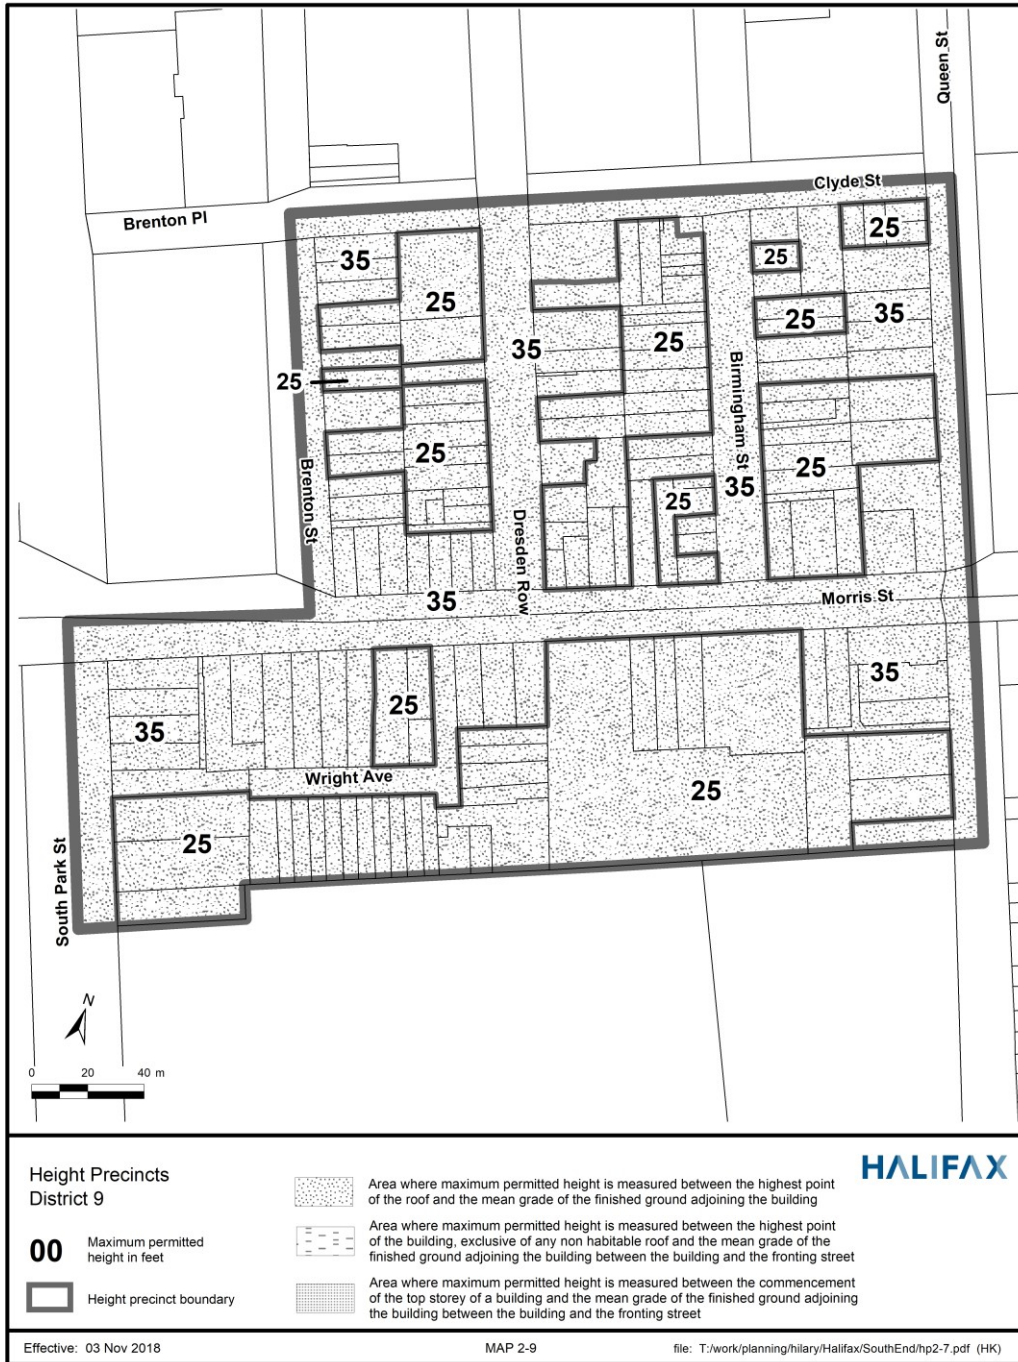 Queen St
Clyde St
Brenton Pl
25
35
25
25
25
35
35
25
Birmingham St
25
25
25
35
25
Brenton St
Dresden Row
35
Morris St
35
25
35
Wright Ave
25
25
South Park St
N
0 20 40 m
HALIFAX
Height Precincts
District 9
00
Maximum permitted
height in feet
Height precinct boundary
Area where maximum permitted height is measured between the highest point
of the roof and the mean grade of the finished ground adjoining the building
Area where maximum permitted height is measured between the highest point
of the building, exclusive of any non habitable roof and the mean grade of the
finished ground adjoining the building between the building and the fronting street
Area where maximum permitted height is measured between the commencement
of the top storey of a building and the mean grade of the finished ground adjoining
the building between the building and the fronting street
Effective: 03 Nov 2018 MAP 2-9 file: T:/work/planning/hilary/Halifax/SouthEnd/hp2-7.pdf (HK)